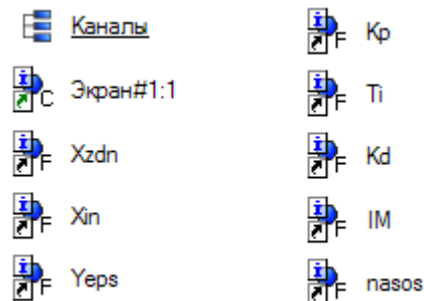 Каналы
C Экран#1:1
F Xzdn
F Xin
F Yeps
F Kp
F Ti
F Kd
F IM
F nasos